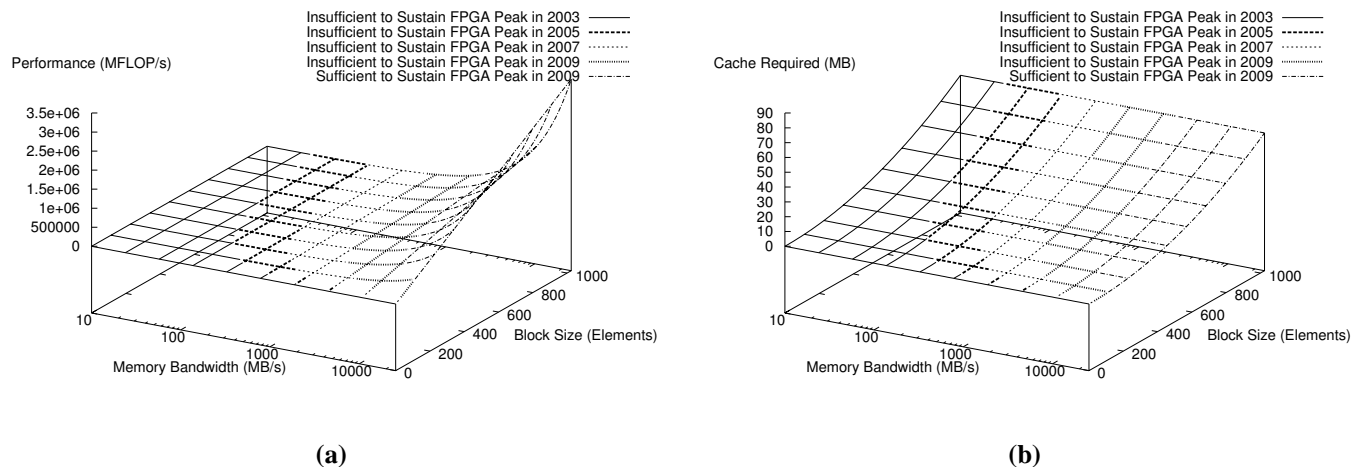 Insufficient to Sustain FPGA Peak in 2003
Insufficient to Sustain FPGA Peak in 2005
Insufficient to Sustain FPGA Peak in 2007
Insufficient to Sustain FPGA Peak in 2009
Sufficient to Sustain FPGA Peak in 2009
Performance (MFLOP/s)
3.5e+06
3e+06
2.5e+06
2e+06
1.5e+06
1e+06
500000
0
10
100
1000
10000
Memory Bandwidth (MB/s)
0
200
400
600
800
1000
Block Size (Elements)
(a)
Insufficient to Sustain FPGA Peak in 2003
Insufficient to Sustain FPGA Peak in 2005
Insufficient to Sustain FPGA Peak in 2007
Insufficient to Sustain FPGA Peak in 2009
Sufficient to Sustain FPGA Peak in 2009
Cache Required (MB)
90
80
70
60
50
40
30
20
10
0
10
100
1000
10000
Memory Bandwidth (MB/s)
0
200
400
600
800
1000
Block Size (Elements)
(b)